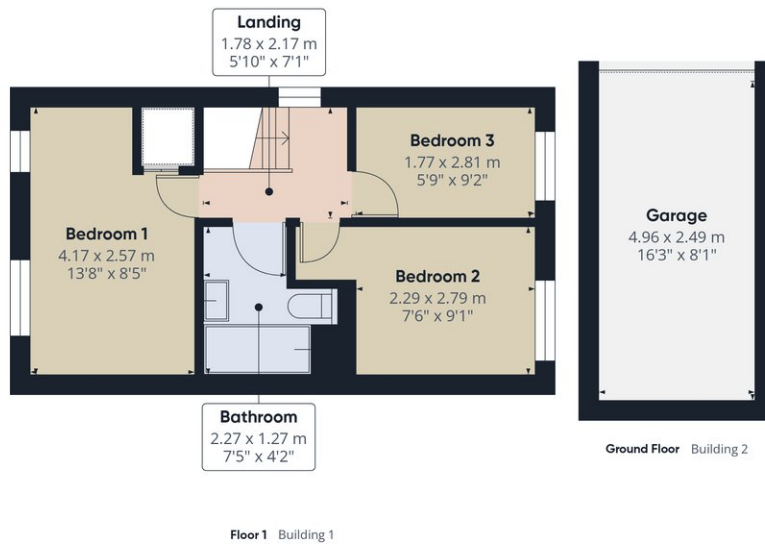 Landing
1.78 x 2.17 m
5'10" x 7'1"
Bedroom 3
1.77 x 2.81 m
5'9" x 9'2"
Bedroom 1
4.17 x 2.57 m
13'8" x 8'5"
Bedroom 2
2.29 x 2.79 m
7'6" x 9'1"
Bathroom
2.27 x 1.27 m
7'5" x 4'2"
Floor 1 Building 1
Garage
4.96 x 2.49 m
16'3" x 8'1"
Ground Floor Building 2